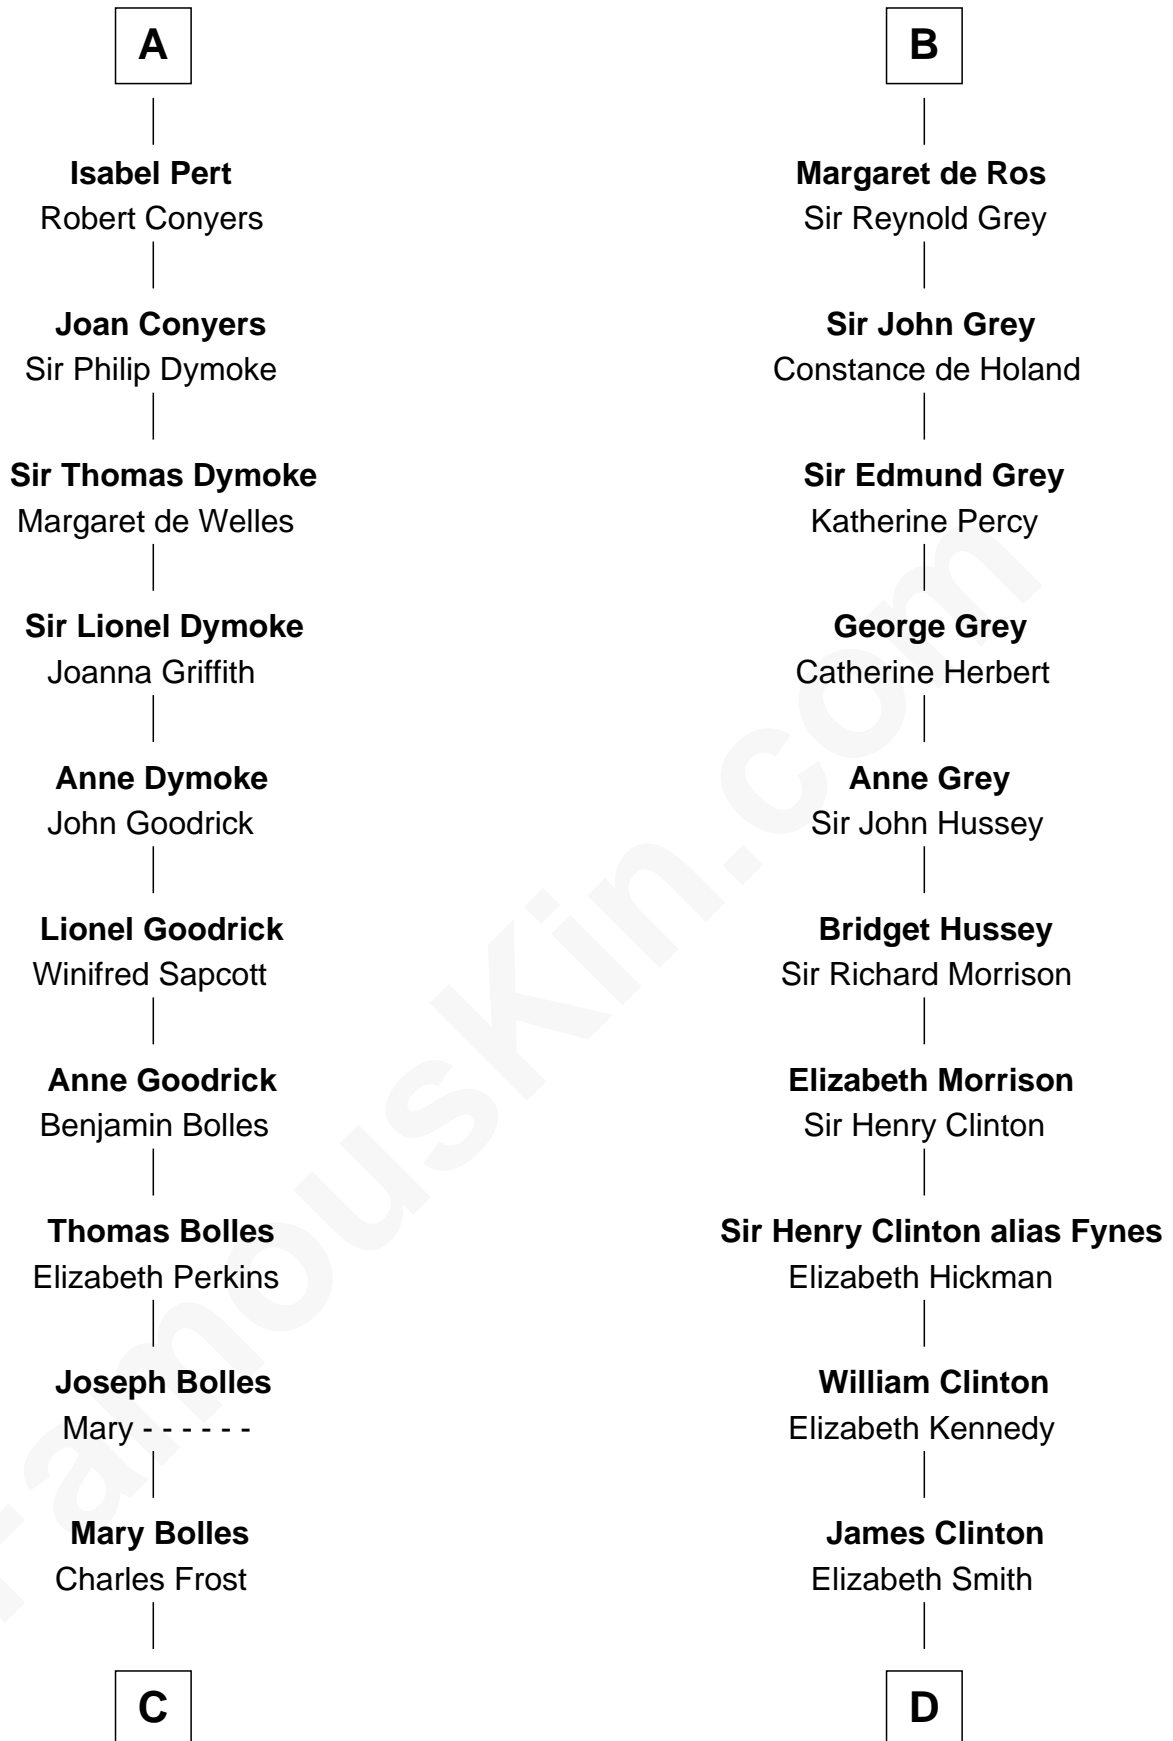 A
Isabel Pert
Robert Conyers
Joan Conyers
Sir Philip Dymoke
Sir Thomas Dymoke
Margaret de Welles
Sir Lionel Dymoke
Joanna Griffith
Anne Dymoke
John Goodrick
Lionel Goodrick
Winifred Sapcott
Anne Goodrick
Benjamin Bolles
Thomas Bolles
Elizabeth Perkins
Joseph Bolles
Mary - - - - - -
Mary Bolles
Charles Frost
C
B
Margaret de Ros
Sir Reynold Grey
Sir John Grey
Constance de Holand
Sir Edmund Grey
Katherine Percy
George Grey
Catherine Herbert
Anne Grey
Sir John Hussey
Bridget Hussey
Sir Richard Morrison
Elizabeth Morrison
Sir Henry Clinton
Sir Henry Clinton alias Fynes
Elizabeth Hickman
William Clinton
Elizabeth Kennedy
James Clinton
Elizabeth Smith
D
FamousKin.com